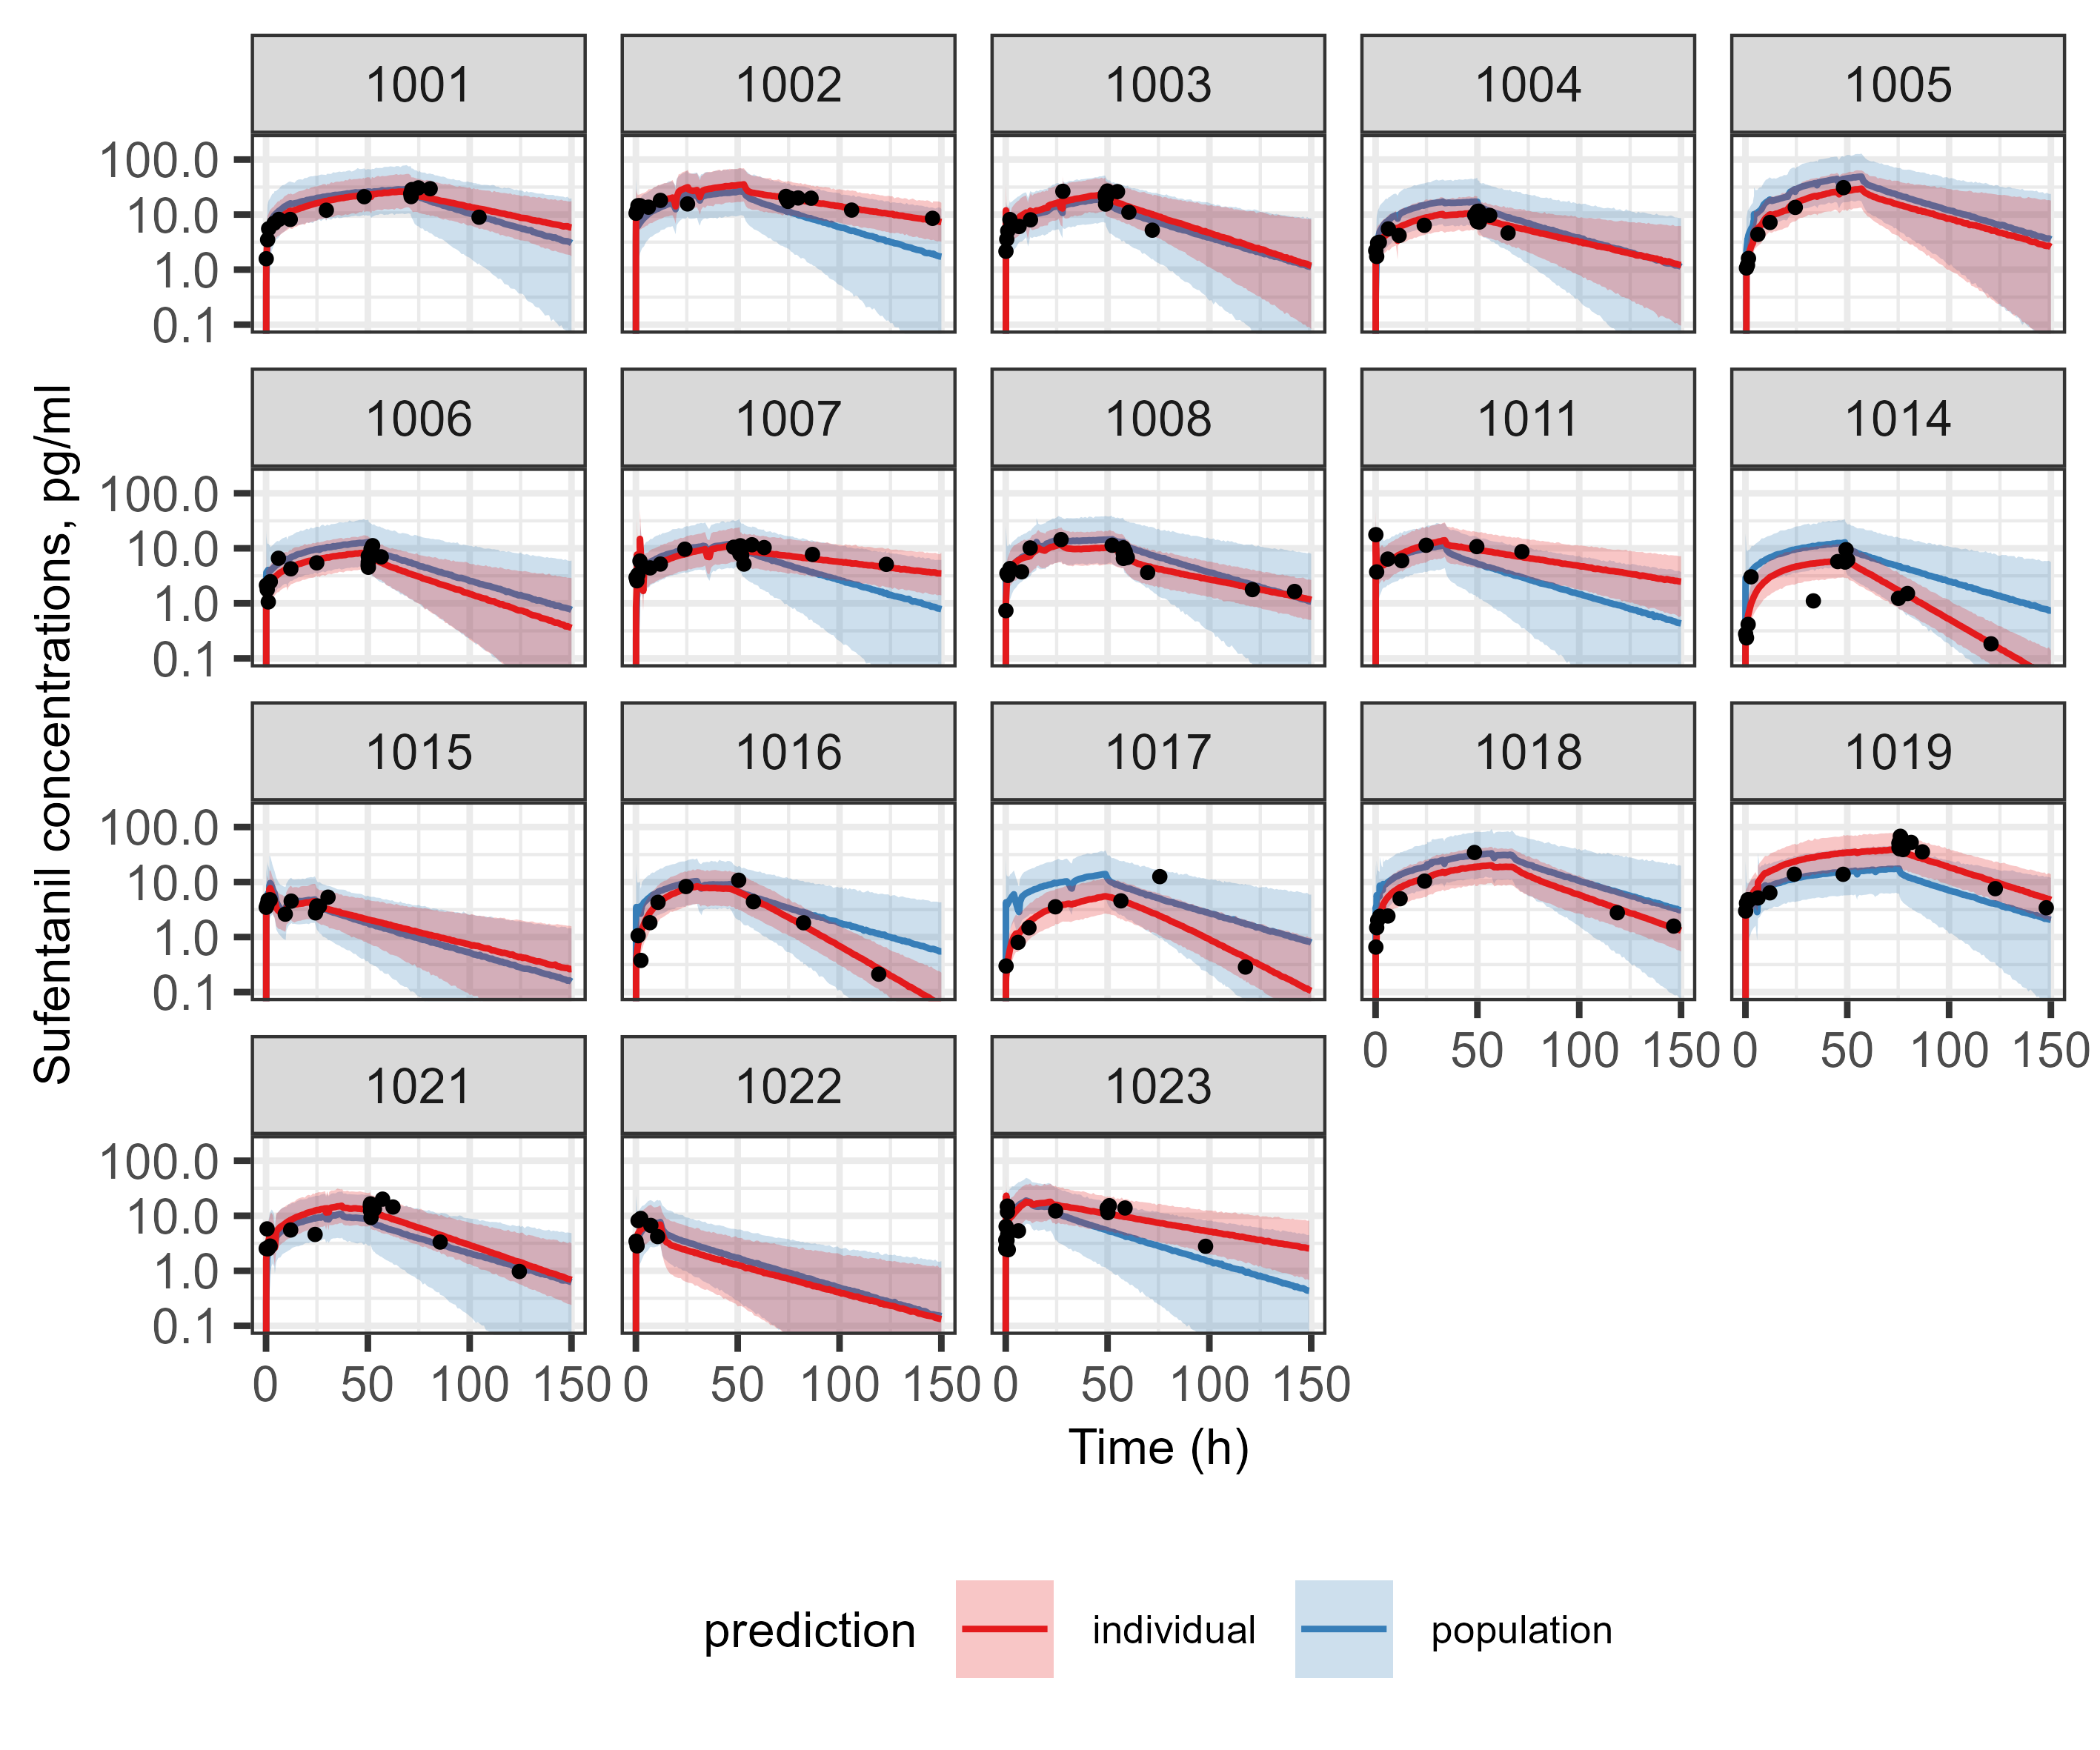 1001 1002 1003 1004 1005
100.0
10.0
1.0
0.1
1006 1007 1008 1011 1014
100.0
10.0
1.0
0.1
1015 1016 1017 1018 1019
100.0
10.0
1.0
0.1
0 50 100 150 0 50 100 150
1021 1022 1023
100.0
10.0
1.0
0.1
0 50 100 150 0 50 100 150 0 50 100 150
Sufentanil concentrations, pg/ml
Time (h)
prediction individual population